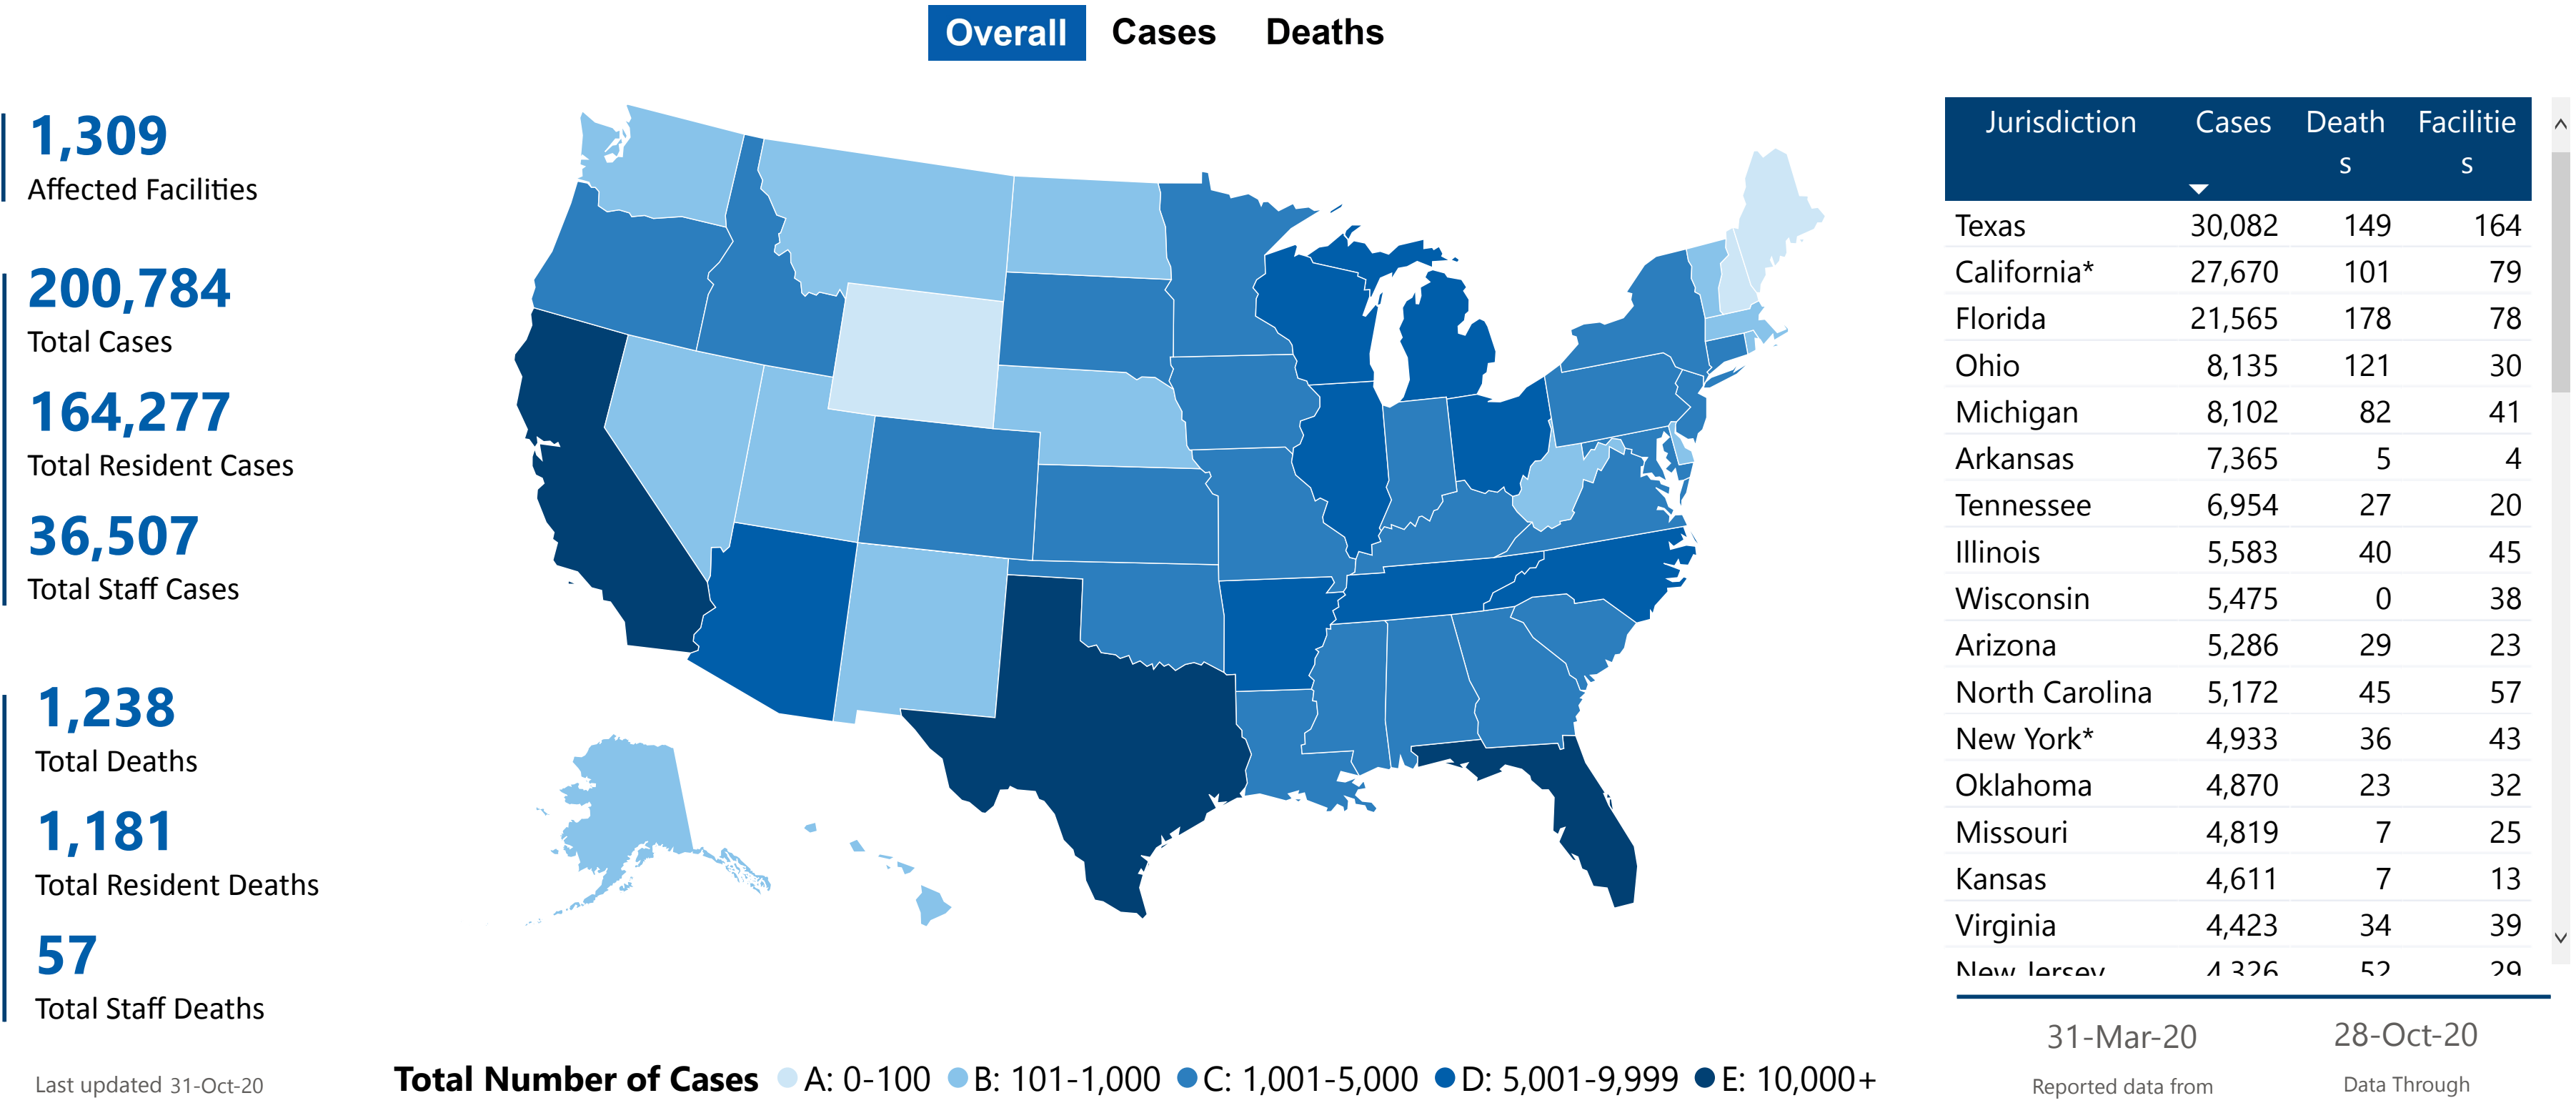 Overall Cases Deaths
1,309
Affected Facilities
200,784
Total Cases
164,277
Total Resident Cases
36,507
Total Staff Cases
1,238
Total Deaths
1,181
Total Resident Deaths
57
Total Staff Deaths
Last updated 31-Oct-20
Total Number of Cases A: 0-100 B: 101-1,000 C: 1,001-5,000 D: 5,001-9,999 E: 10,000+
Jurisdiction Cases Death Facilitie
s s
Texas 30,082 149 164
California* 27,670 101 79
Florida 21,565 178 78
Ohio 8,135 121 30
Michigan 8,102 82 41
Arkansas 7,365 5 4
Tennessee 6,954 27 20
Illinois 5,583 40 45
Wisconsin 5,475 0 38
Arizona 5,286 29 23
North Carolina 5,172 45 57
New York* 4,933 36 43
Oklahoma 4,870 23 32
Missouri 4,819 7 25
Kansas 4,611 7 13
Virginia 4,423 34 39
New Jersey 4,326 52 29
31-Mar-20 28-Oct-20
Reported data from Data Through